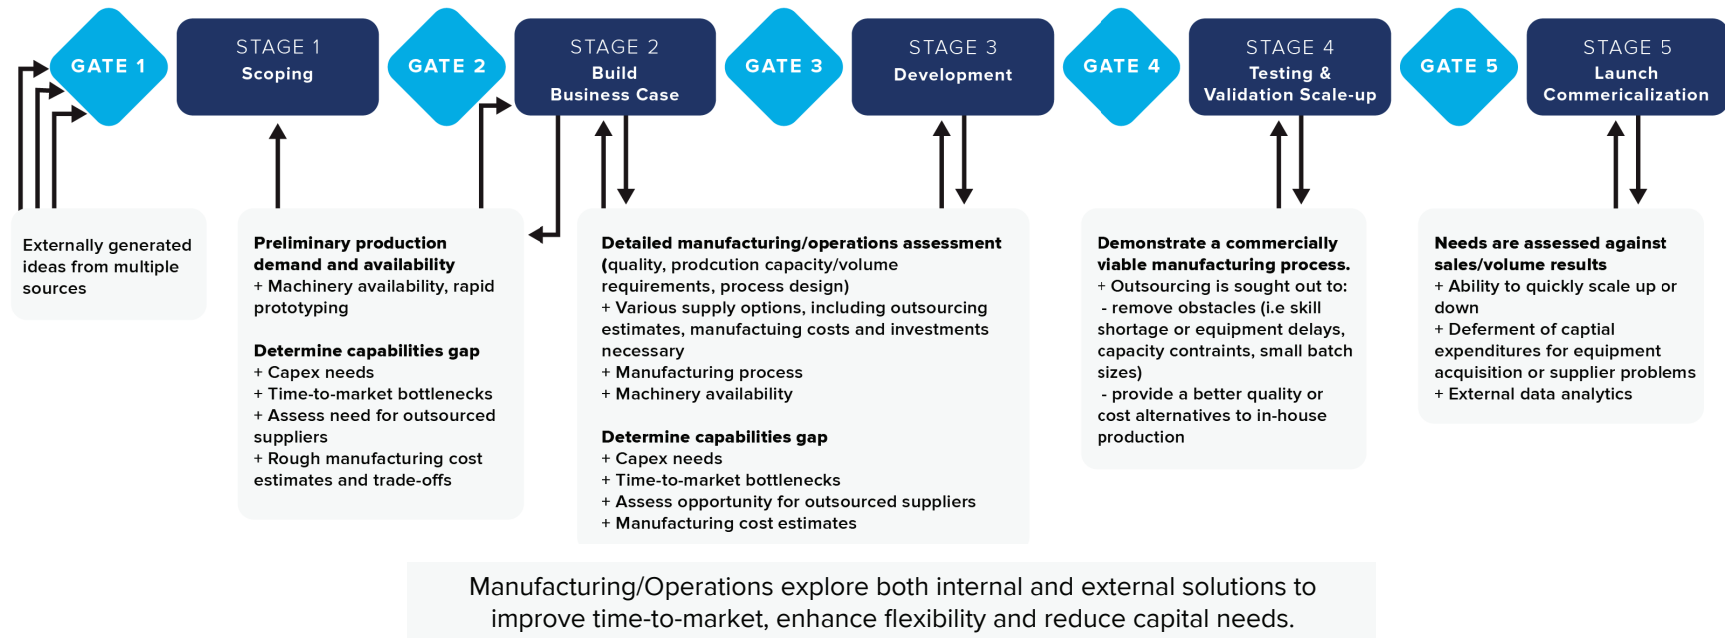 GATE 1
STAGE 1
Scoping
GATE 2
STAGE 2
Build
Business Case
GATE 3
STAGE 3
Development
GATE 4
STAGE 4
Testing &
Validation Scale-up
GATE 5
STAGE 5
Launch
Commericalization
Externally generated
ideas from multiple
sources
Preliminary production
demand and availability
+ Machinery availability, rapid
prototyping
Determine capabilities gap
+ Capex needs
+ Time-to-market bottlenecks
+ Assess need for outsourced
suppliers
+ Rough manufacturing cost
estimates and trade-offs
Detailed manufacturing/operations assessment
(quality, prodcution capacity/volume
requirements, process design)
+ Various supply options, including outsourcing
estimates, manufactuing costs and investments
necessary
+ Manufacturing process
+ Machinery availability
Determine capabilities gap
+ Capex needs
+ Time-to-market bottlenecks
+ Assess opportunity for outsourced suppliers
+ Manufacturing cost estimates
Demonstrate a commercially
viable manufacturing process.
+ Outsourcing is sought out to:
- remove obstacles (i.e skill
shortage or equipment delays,
capacity contraints, small batch
sizes)
- provide a better quality or
cost alternatives to in-house
production
Needs are assessed against
sales/volume results
+ Ability to quickly scale up or
down
+ Deferment of captial
expenditures for equipment
acquisition or supplier problems
+ External data analytics
Manufacturing/Operations explore both internal and external solutions to
improve time-to-market, enhance flexibility and reduce capital needs.